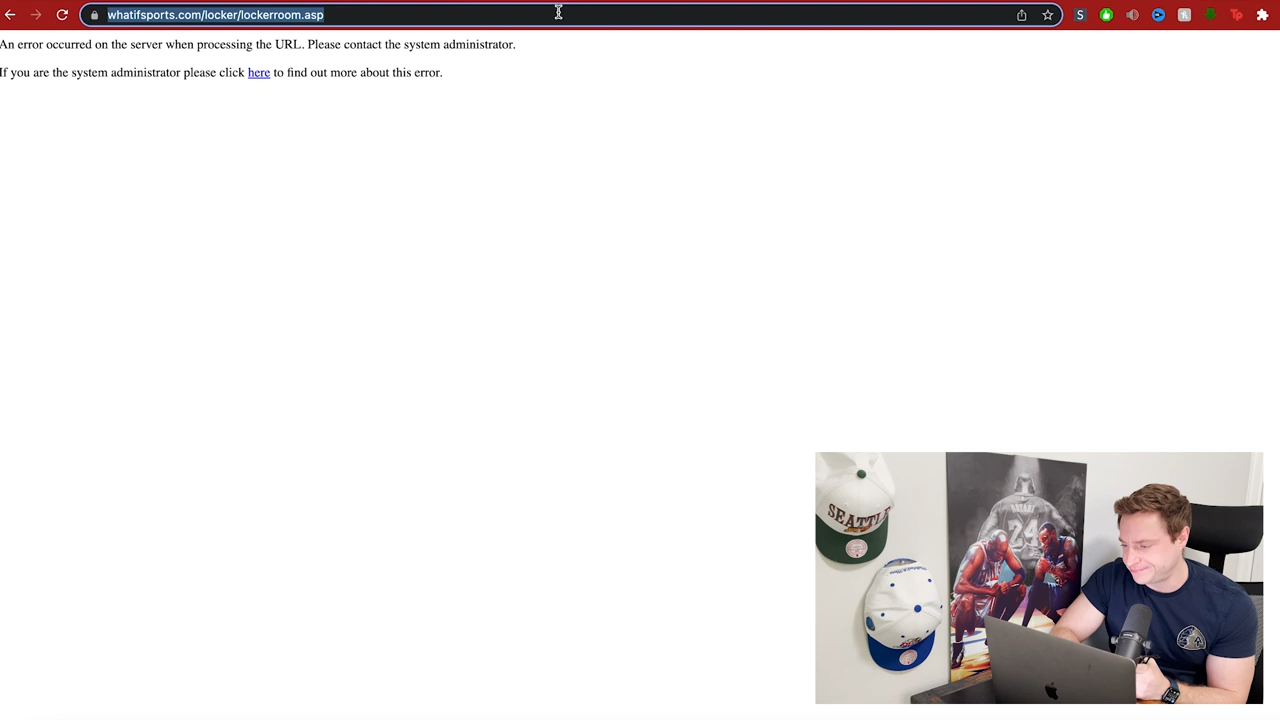 whatifsports.com/locker/lockerroom.asp
S
Tp
An error occurred on the server when processing the URL. Please contact the system administrator.
If you are the system administrator please click here to find out more about this error.
SEATTLE
BRYANT
24